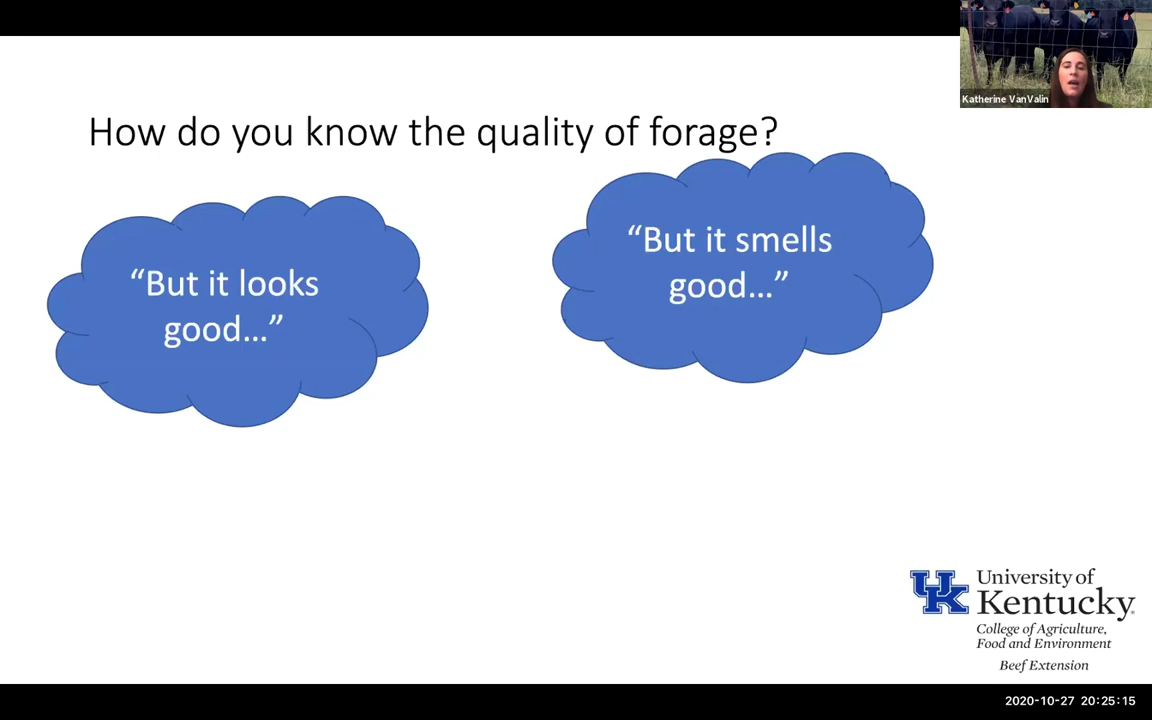 Katherine VanValin
How do you know the quality of forage?
“But it looks
good…”
“But it smells
good…”
UK
University of
Kentucky
College of Agriculture,
Food and Environment
Beef Extension
2020-10-27 20:25:15